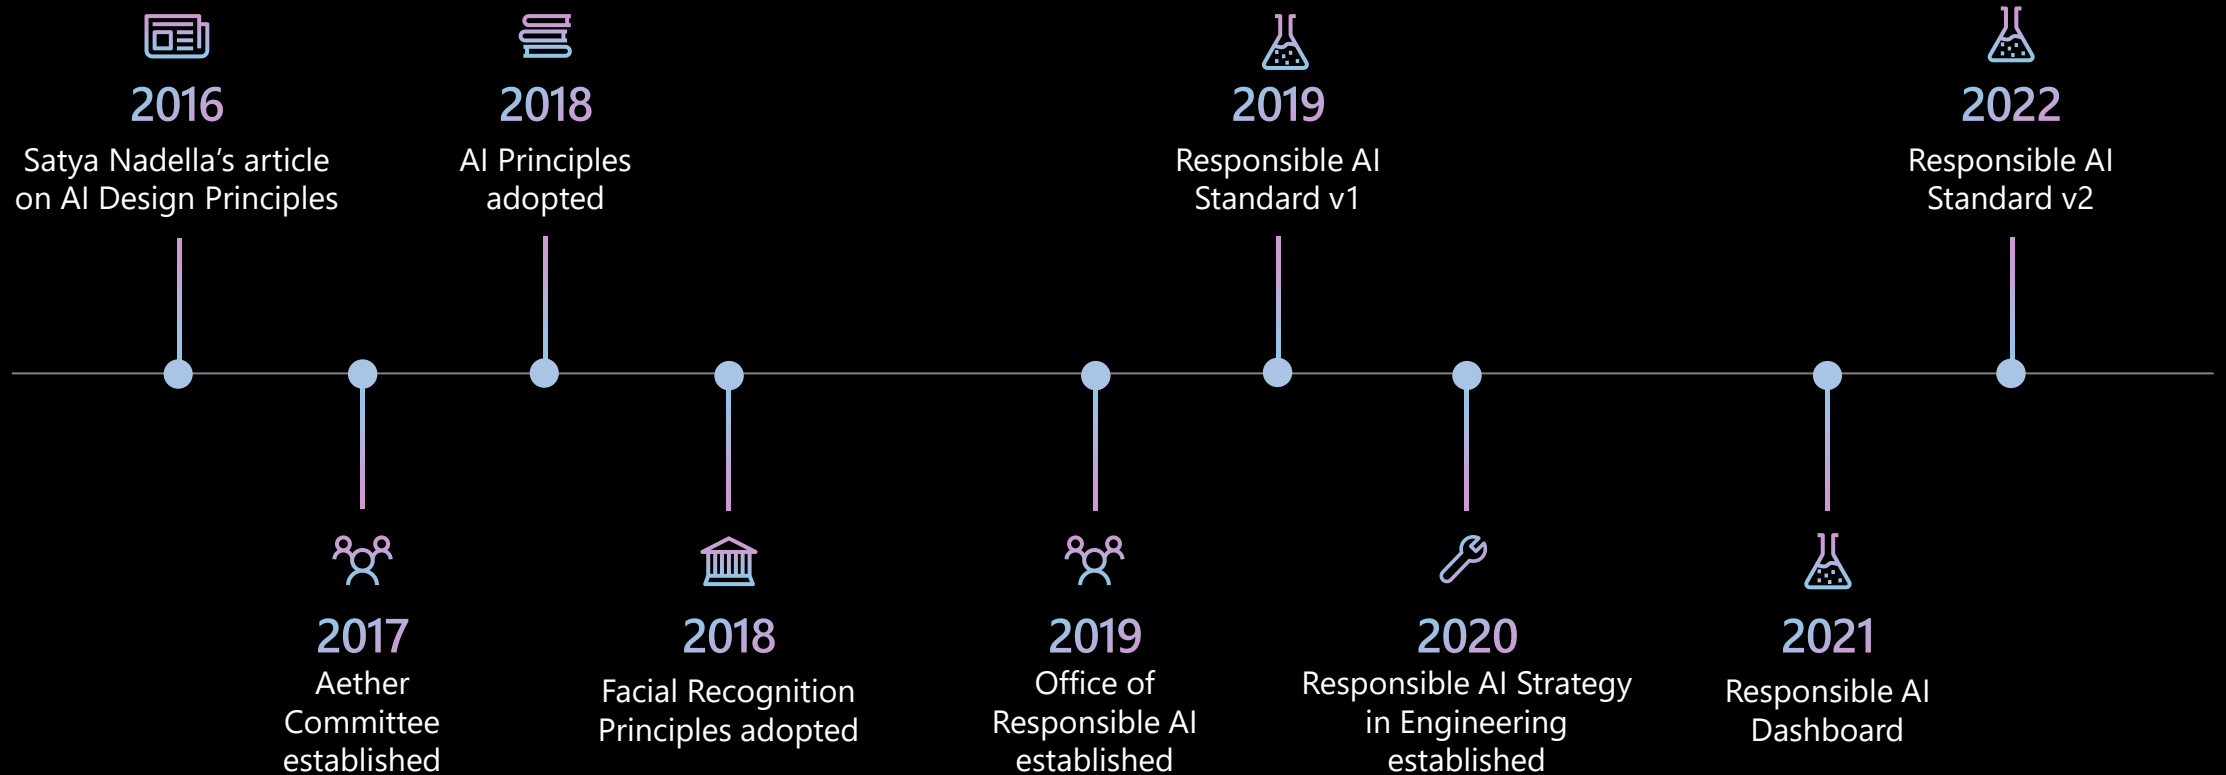 2016
Satya Nadella’s article
on AI Design Principles
2018
AI Principles
adopted
2019
Responsible AI
Standard v1
2022
Responsible AI
Standard v2
2017
Aether
Committee
established
2018
Facial Recognition
Principles adopted
2019
Office of
Responsible AI
established
2020
Responsible AI Strategy
in Engineering
established
2021
Responsible AI
Dashboard